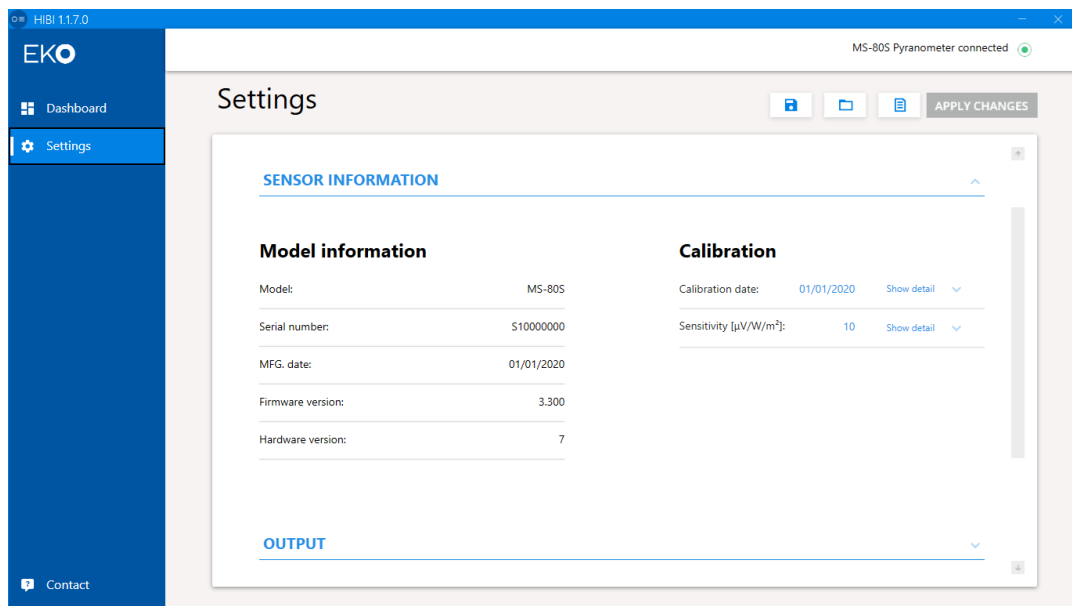 HIBI 1.1.7.0
EKO
MS-80S Pyranometer connected
Dashboard
Settings
Contact
Settings
APPLY CHANGES
SENSOR INFORMATION
Model information
Model: MS-80S
Serial number: S10000000
MFG. date: 01/01/2020
Firmware version: 3.300
Hardware version: 7
Calibration
Calibration date: 01/01/2020 Show detail
Sensitivity [μV/W/m²]: 10 Show detail
OUTPUT